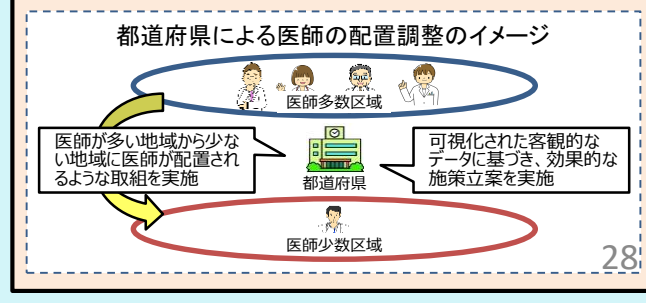 都道府県による医師の配置調整のイメージ
医師多数区域
医師が多い地域から少な
い地域に医師が配置され
るような取組を実施
都道府県
可視化された客観的な
データに基づき、効果的な
施策立案を実施
医師少数区域
28